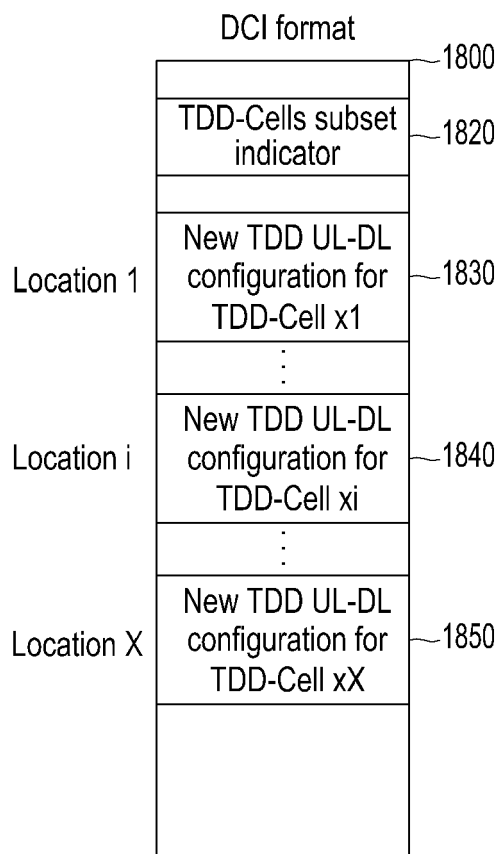 DCI format
1800
TDD-Cells subset
indicator
1820
Location 1
New TDD UL-DL
configuration for
TDD-Cell x1
1830
⋮
Location i
New TDD UL-DL
configuration for
TDD-Cell xi
1840
⋮
Location X
New TDD UL-DL
configuration for
TDD-Cell xX
1850